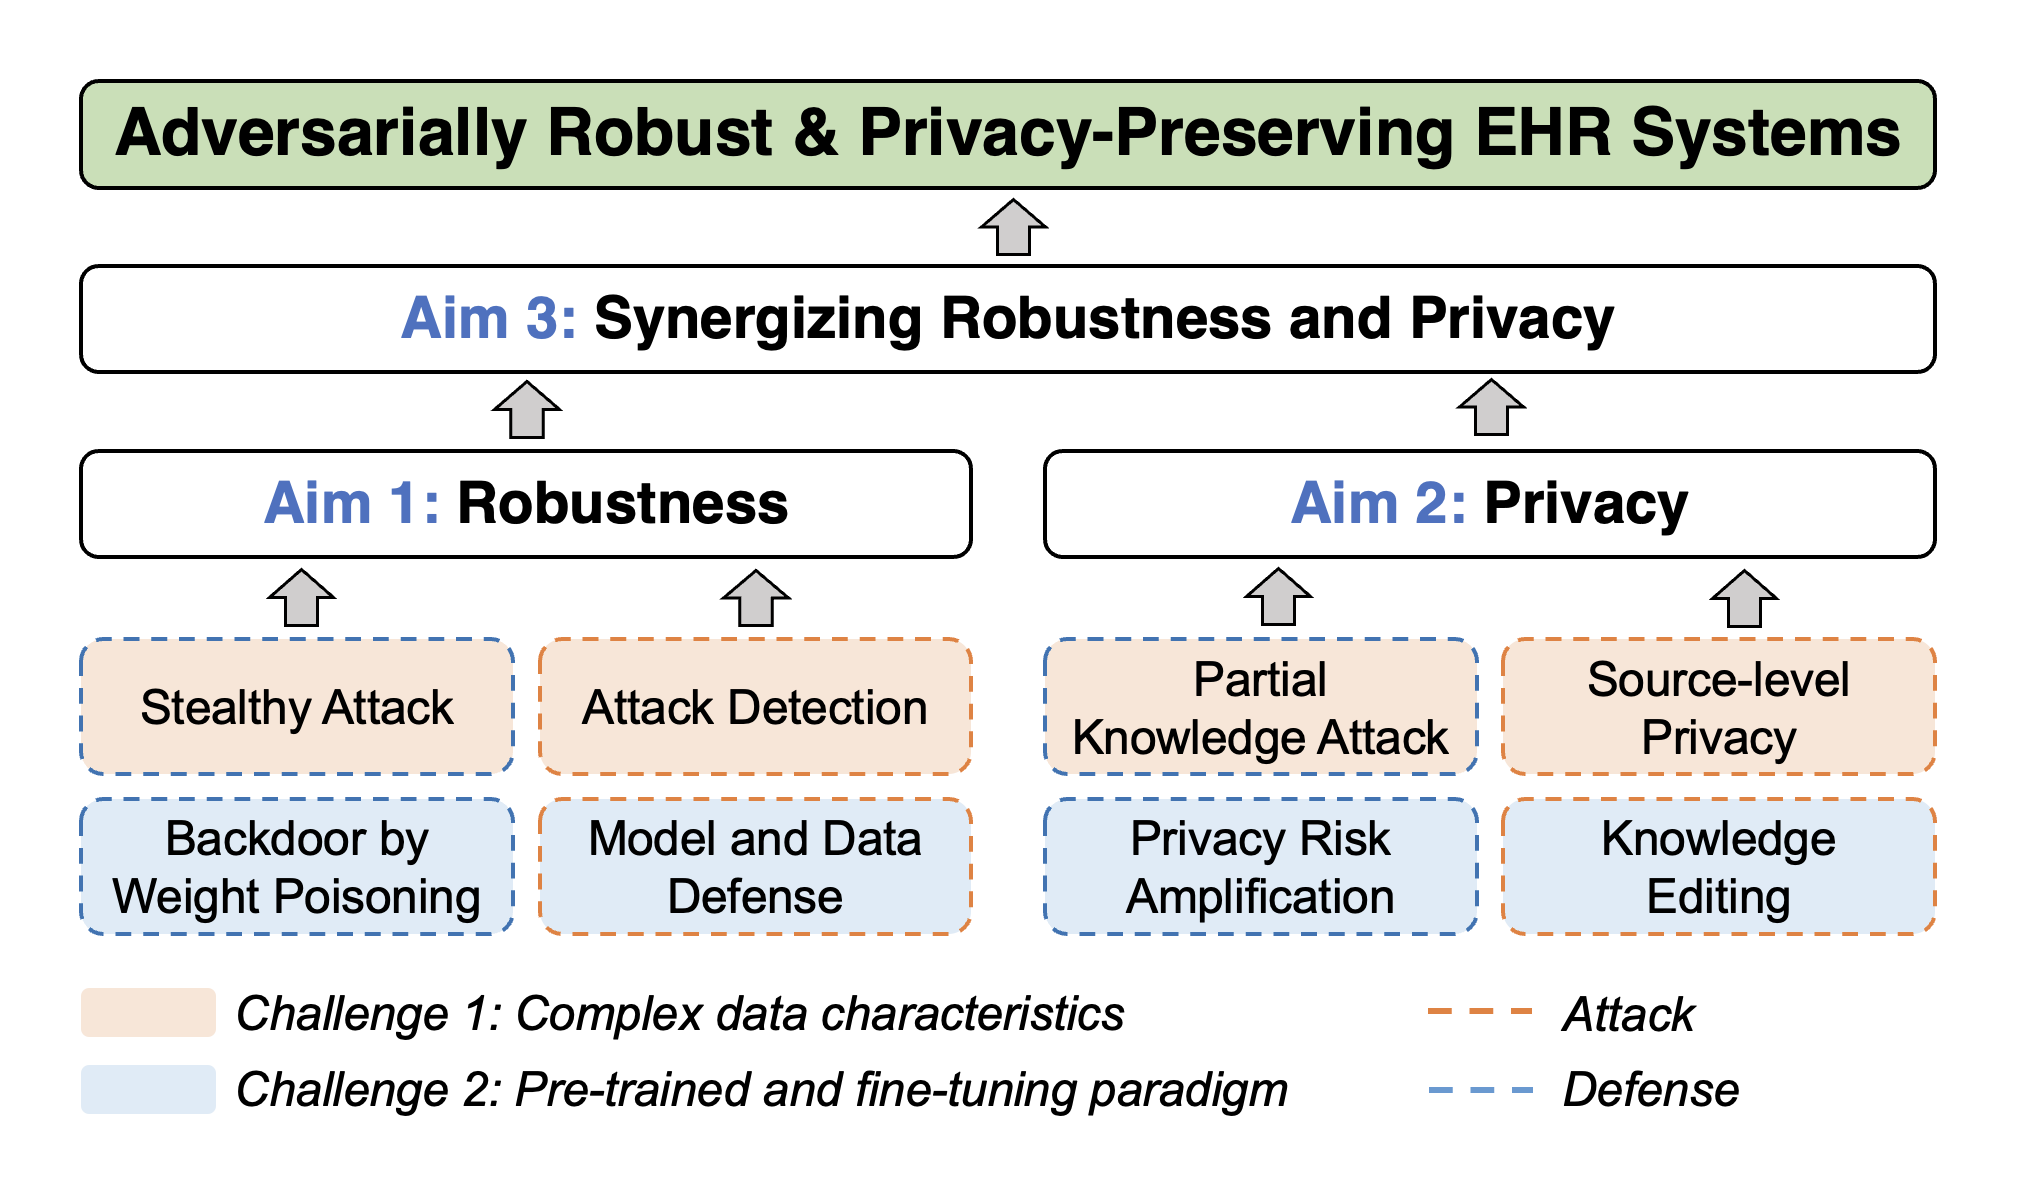 Adversarially Robust & Privacy-Preserving EHR Systems
Aim 3: Synergizing Robustness and Privacy
Aim 1: Robustness
Aim 2: Privacy
Stealthy Attack
Attack Detection
Partial
Knowledge Attack
Source-level
Privacy
Backdoor by
Weight Poisoning
Model and Data
Defense
Privacy Risk
Amplification
Knowledge
Editing
Challenge 1: Complex data characteristics
Attack
Challenge 2: Pre-trained and fine-tuning paradigm
Defense